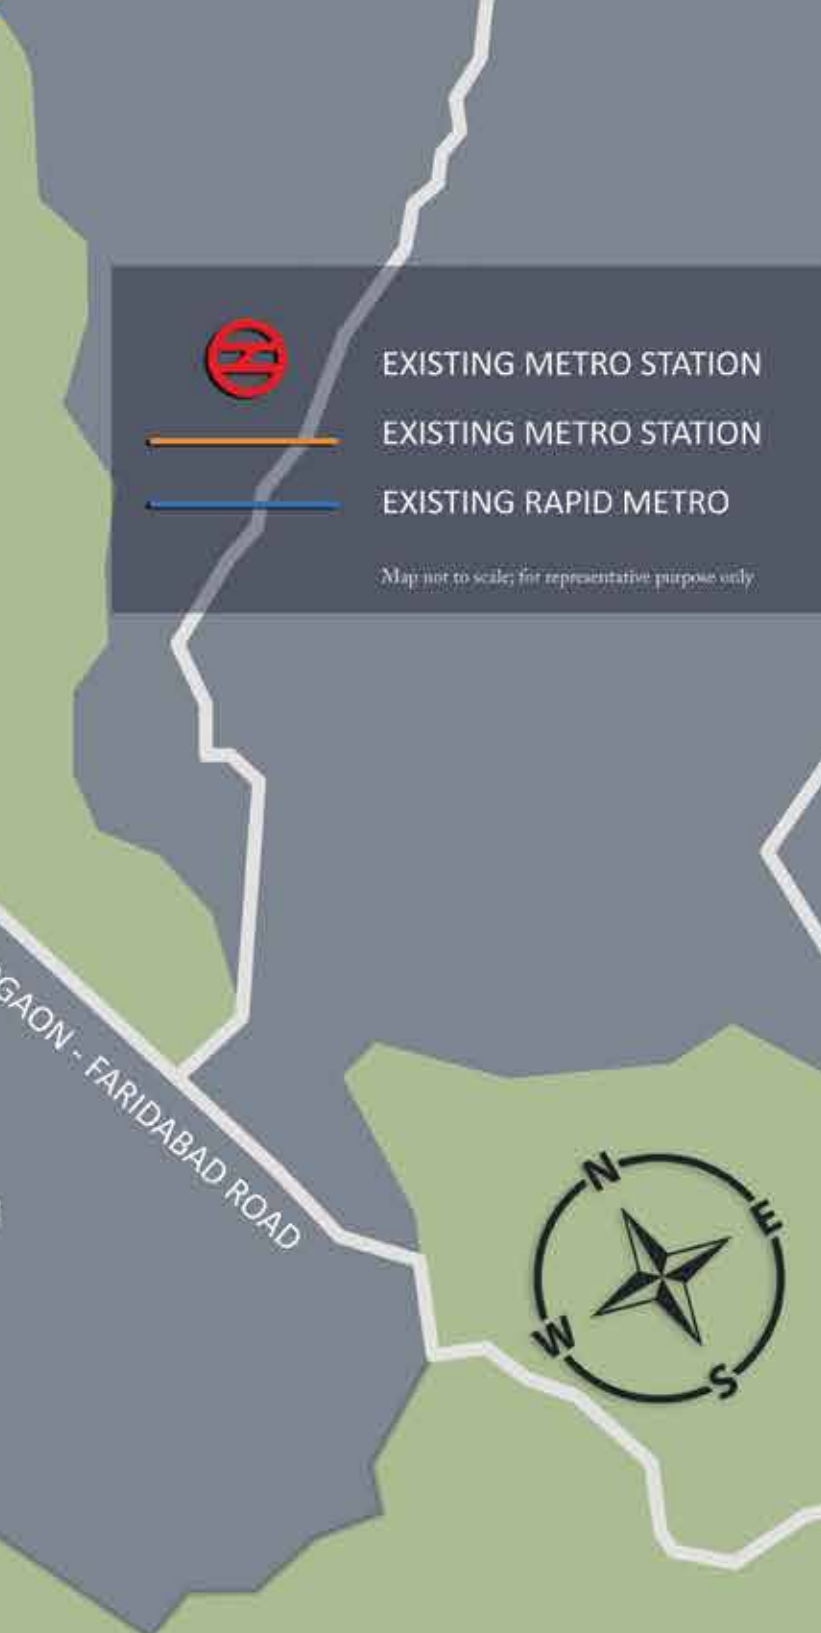 EXISTING METRO STATION
EXISTING METRO STATION
EXISTING RAPID METRO
Map not to scale; for representative purpose only
GAON - FARIDABAD ROAD
N
E
W
S